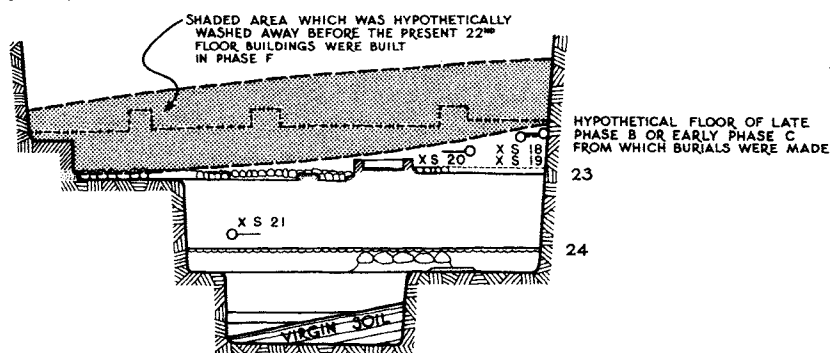 SHADED AREA WHICH WAS HYPOTHETICALLY
WASHED AWAY BEFORE THE PRESENT 22ND
FLOOR BUILDINGS WERE BUILT
IN PHASE F
HYPOTHETICAL FLOOR OF LATE
PHASE B OR EARLY PHASE C
FROM WHICH BURIALS WERE MADE
X S 18
X S 20 X S 19
23
X S 21
24
VIRGIN SOIL